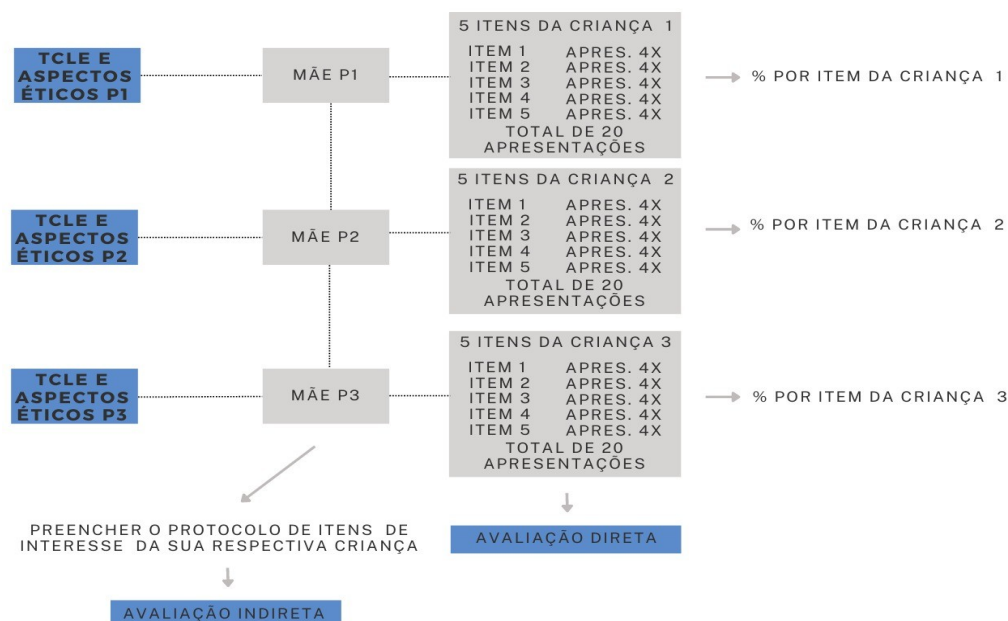 TCLE E
ASPECTOS
ÉTICOS P1
MÃE P1
5 ITENS DA CRIANÇA 1
ITEM 1 APRES. 4X
ITEM 2 APRES. 4X
ITEM 3 APRES. 4X
ITEM 4 APRES. 4X
ITEM 5 APRES. 4X
TOTAL DE 20
APRESENTAÇÕES
% POR ITEM DA CRIANÇA 1
TCLE E
ASPECTOS
ÉTICOS P2
MÃE P2
5 ITENS DA CRIANÇA 2
ITEM 1 APRES. 4X
ITEM 2 APRES. 4X
ITEM 3 APRES. 4X
ITEM 4 APRES. 4X
ITEM 5 APRES. 4X
TOTAL DE 20
APRESENTAÇÕES
% POR ITEM DA CRIANÇA 2
TCLE E
ASPECTOS
ÉTICOS P3
MÃE P3
5 ITENS DA CRIANÇA 3
ITEM 1 APRES. 4X
ITEM 2 APRES. 4X
ITEM 3 APRES. 4X
ITEM 4 APRES. 4X
ITEM 5 APRES. 4X
TOTAL DE 20
APRESENTAÇÕES
% POR ITEM DA CRIANÇA 3
PREENCHER O PROTOCOLO DE ITENS DE
INTERESSE DA SUA RESPECTIVA CRIANÇA
AVALIAÇÃO INDIRETA
AVALIAÇÃO DIRETA